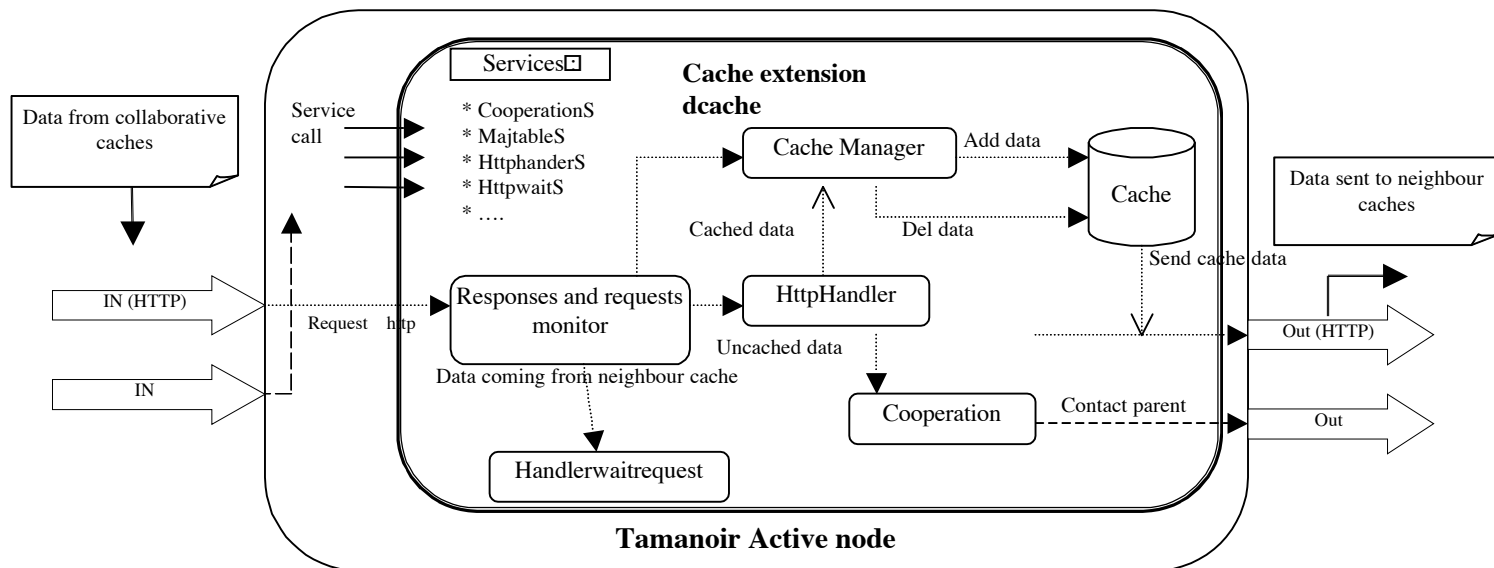 Services
Cache extension
dcache
Data from collaborative
caches
Service
call
* CooperationS
* MajtableS
* HttphanderS
* HttpwaitS
* ….
Cache Manager
Add data
Cache
Data sent to neighbour
caches
Cached data
Del data
Send cache data
IN (HTTP)
Request http
Responses and requests
monitor
HttpHandler
Out (HTTP)
Uncached data
Data coming from neighbour cache
IN
Cooperation
Contact parent
Out
Handlerwaitrequest
Tamanoir Active node